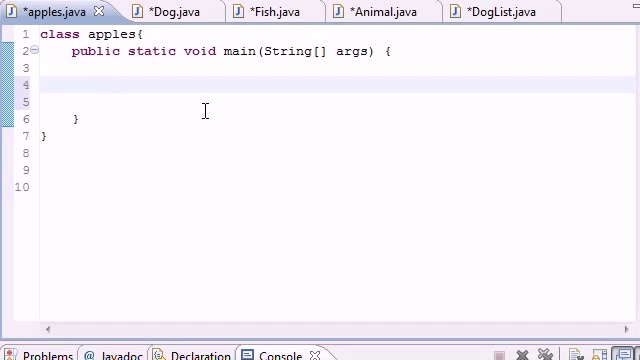 *apples.java *Dog.java *Fish.java *Animal.java *DogList.java
1 class apples{
2 public static void main(String[] args) {
3
4
5
6 }
7 }
8
9
10
Problems @ Javadoc Declaration Console